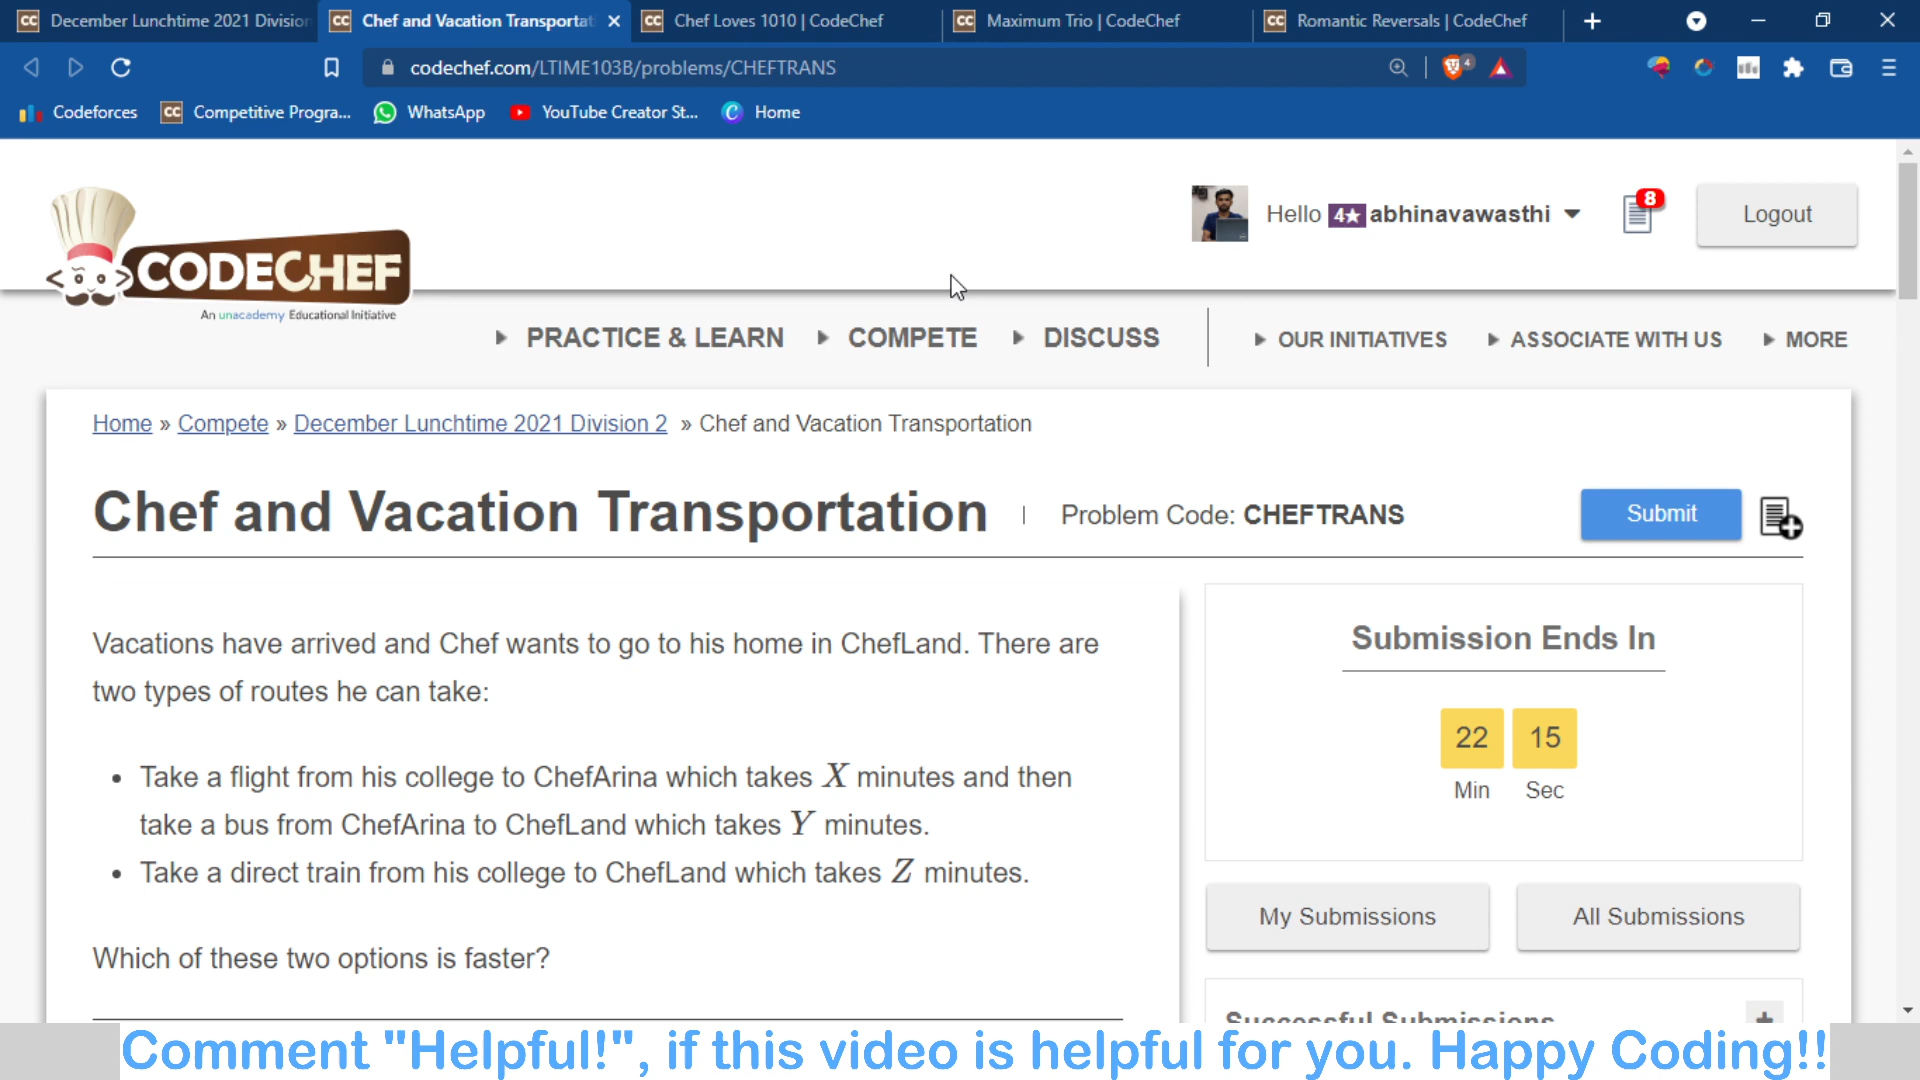 December Lunchtime 2021 Division
Chef and Vacation Transportat
Chef Loves 1010 | CodeChef
Maximum Trio | CodeChef
Romantic Reversals | CodeChef
codechef.com/LTIME103B/problems/CHEFTRANS
4
Codeforces
Competitive Progra...
WhatsApp
YouTube Creator St...
Home
CODECHEF
An unacademy Educational Initiative
Hello 4★ abhinavawasthi
8
Logout
PRACTICE & LEARN
COMPETE
DISCUSS
OUR INITIATIVES
ASSOCIATE WITH US
MORE
Home » Compete » December Lunchtime 2021 Division 2 » Chef and Vacation Transportation
Chef and Vacation Transportation
Problem Code: CHEFTRANS
Submit
Vacations have arrived and Chef wants to go to his home in ChefLand. There are
two types of routes he can take:
• Take a flight from his college to ChefArina which takes X minutes and then
take a bus from ChefArina to ChefLand which takes Y minutes.
• Take a direct train from his college to ChefLand which takes Z minutes.
Which of these two options is faster?
Submission Ends In
22 15
Min Sec
My Submissions
All Submissions
Successful Submissions
Comment "Helpful!", if this video is helpful for you. Happy Coding!!